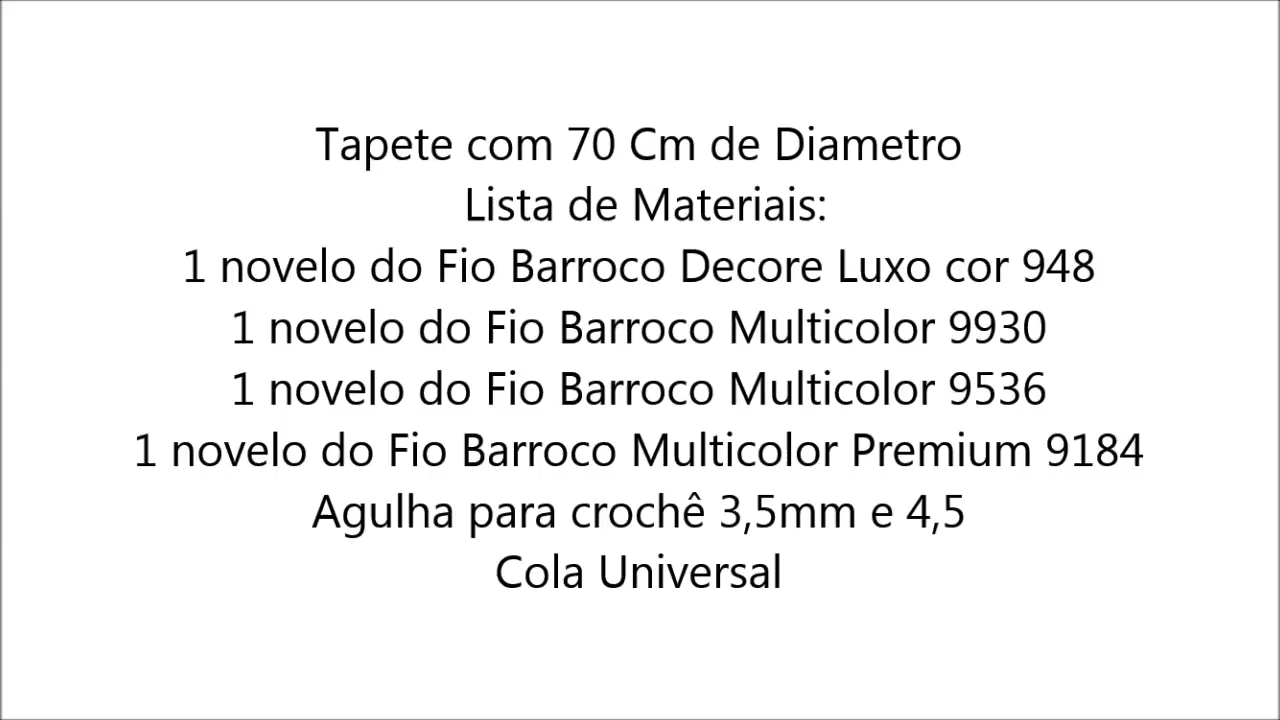 Tapete com 70 Cm de Diametro
Lista de Materiais:
1 novelo do Fio Barroco Decore Luxo cor 948
1 novelo do Fio Barroco Multicolor 9930
1 novelo do Fio Barroco Multicolor 9536
1 novelo do Fio Barroco Multicolor Premium 9184
Agulha para crochê 3,5mm e 4,5
Cola Universal